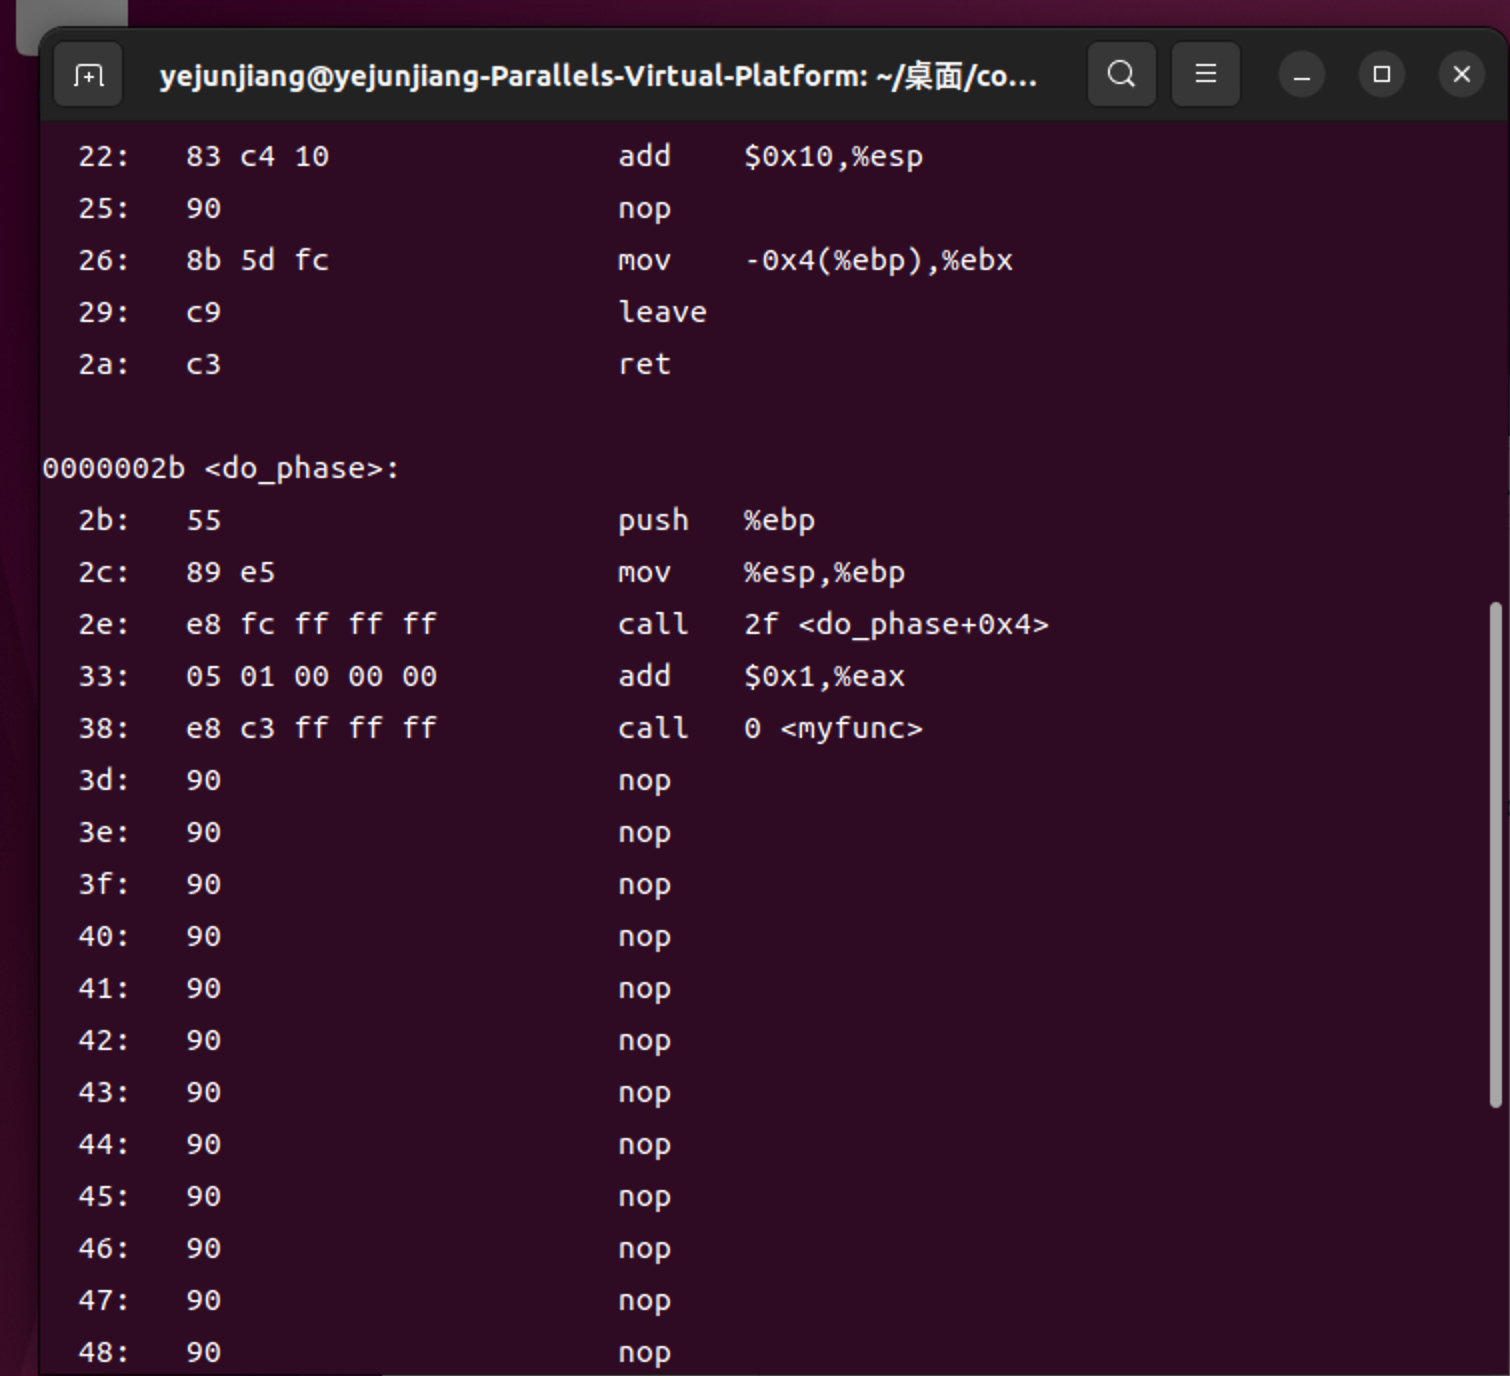 yejunjiang@yejunjiang-Parallels-Virtual-Platform: ~/桌面/co...
22: 83 c4 10 add $0x10,%esp
25: 90 nop
26: 8b 5d fc mov -0x4(%ebp),%ebx
29: c9 leave
2a: c3 ret
0000002b <do_phase>:
2b: 55 push %ebp
2c: 89 e5 mov %esp,%ebp
2e: e8 fc ff ff ff call 2f <do_phase+0x4>
33: 05 01 00 00 00 add $0x1,%eax
38: e8 c3 ff ff ff call 0 <myfunc>
3d: 90 nop
3e: 90 nop
3f: 90 nop
40: 90 nop
41: 90 nop
42: 90 nop
43: 90 nop
44: 90 nop
45: 90 nop
46: 90 nop
47: 90 nop
48: 90 nop